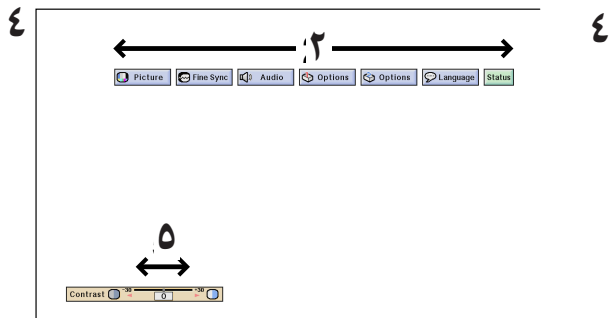 ٤ ٤
٢
Picture Fine Sync Audio Options Options Language Status
٥
Contrast -30 0 +30